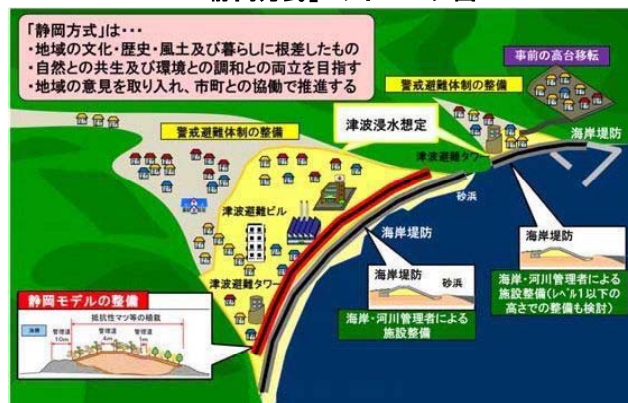 「静岡方式」は・・・
・地域の文化・歴史・風土及び暮らしに根差したもの
・自然との共生及び環境との調和との両立を目指す
・地域の意見を取り入れ、市町との協働で推進する
事前の高台移転
警戒避難体制の整備
警戒避難体制の整備
津波浸水想定
海岸堤防
津波避難タワー
砂浜
津波避難ビル
海岸堤防
津波避難タワー
海岸堤防
海岸・河川管理者による
施設整備(レベル1以下の
高さでの整備も検討)
海岸堤防
砂浜
海岸・河川管理者による
施設整備
静岡モデルの整備
抵抗性マツ等の植栽
管理道
10m
管理道
4m
管理道
1m